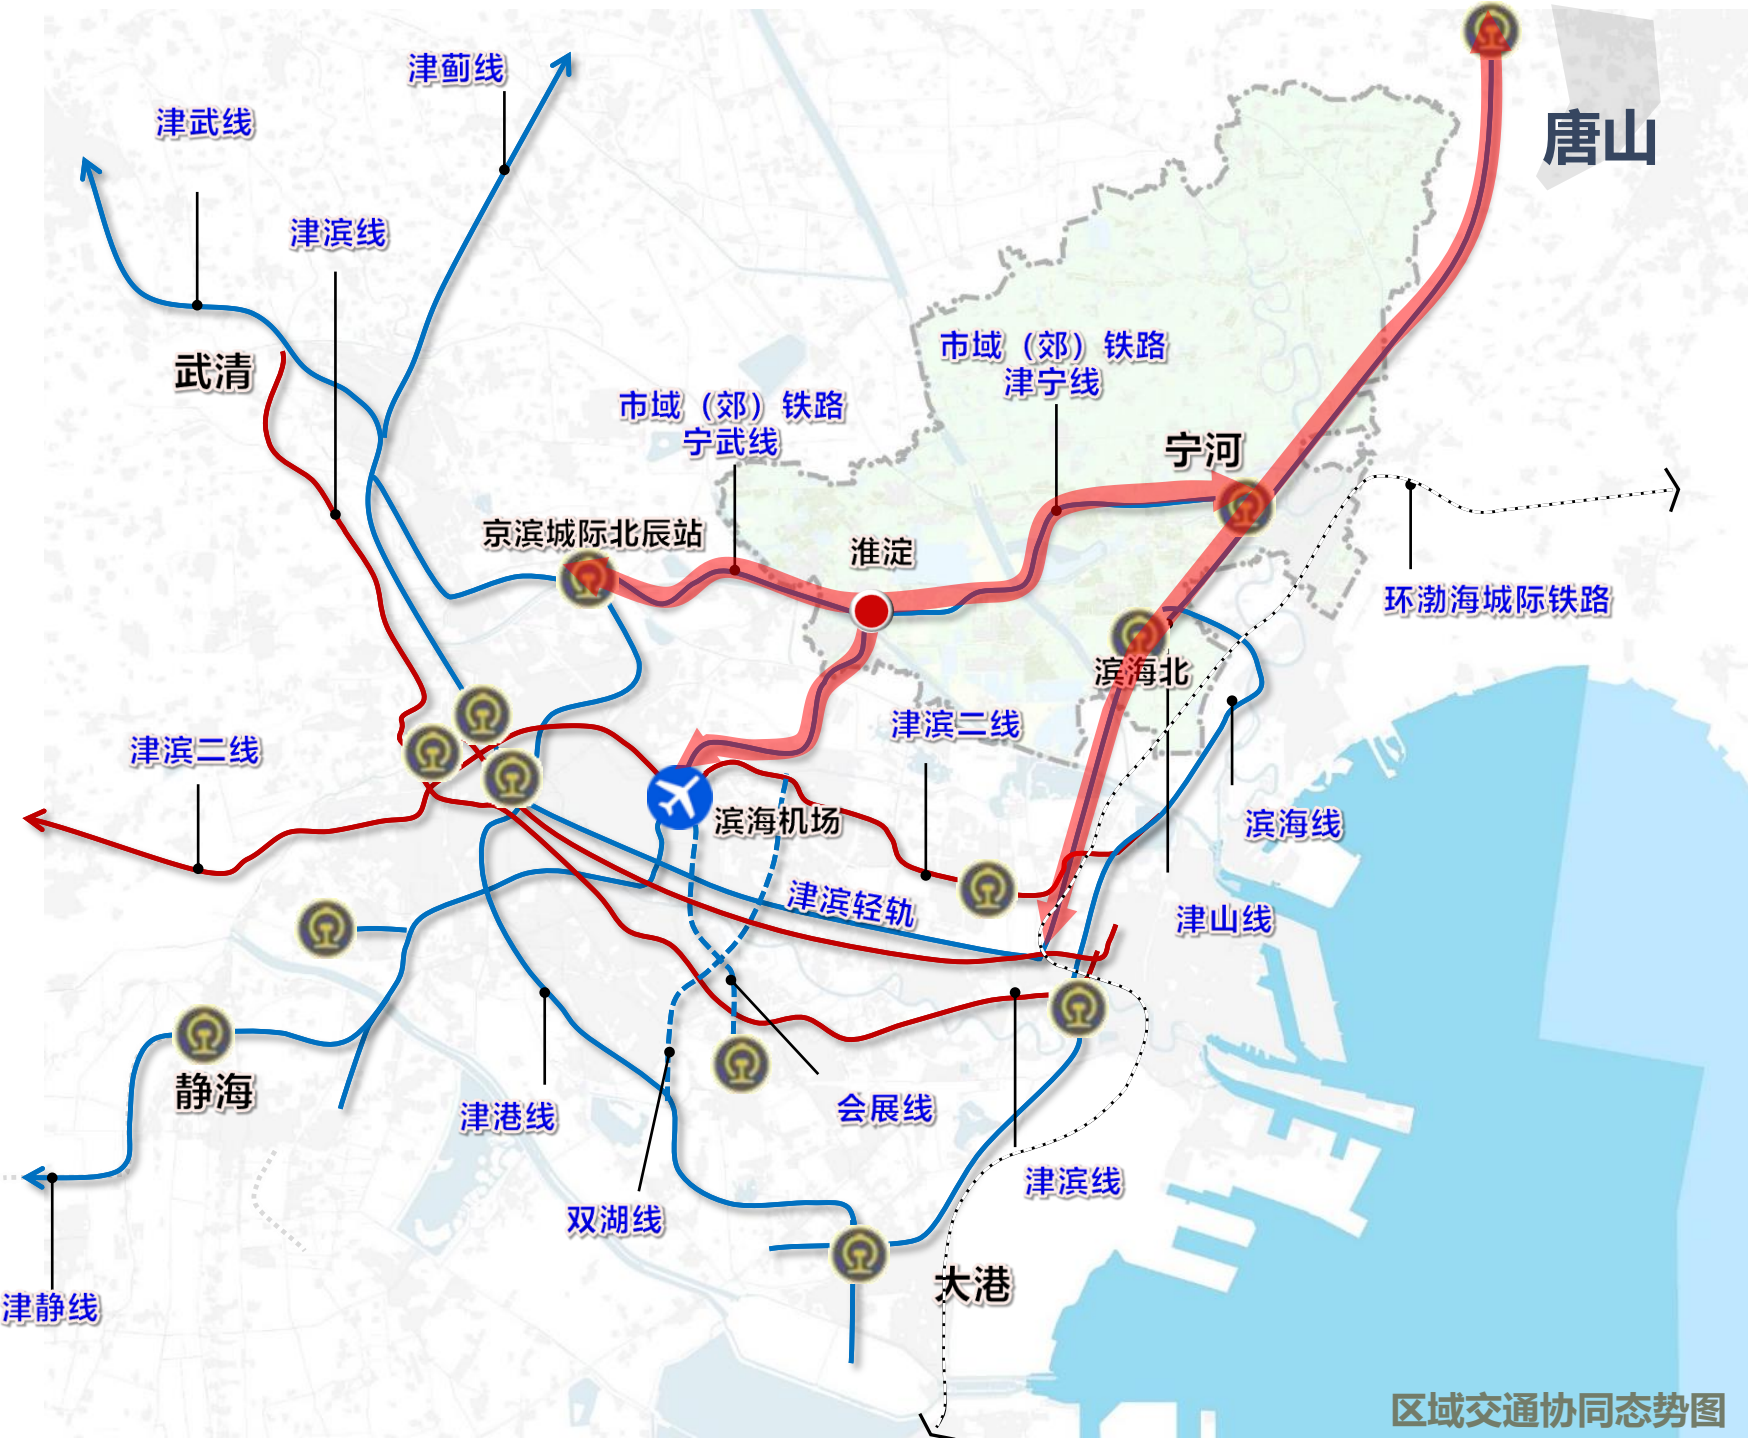 津蓟线
津武线
唐山
津滨线
市域（郊）铁路
津宁线
武清
市域（郊）铁路
宁武线
宁河
京滨城际北辰站
淮淀
环渤海城际铁路
滨海北
津滨二线
津滨二线
滨海机场
滨海线
津滨轻轨
津山线
静海
津港线
会展线
津滨线
双湖线
大港
津静线
区域交通协同态势图